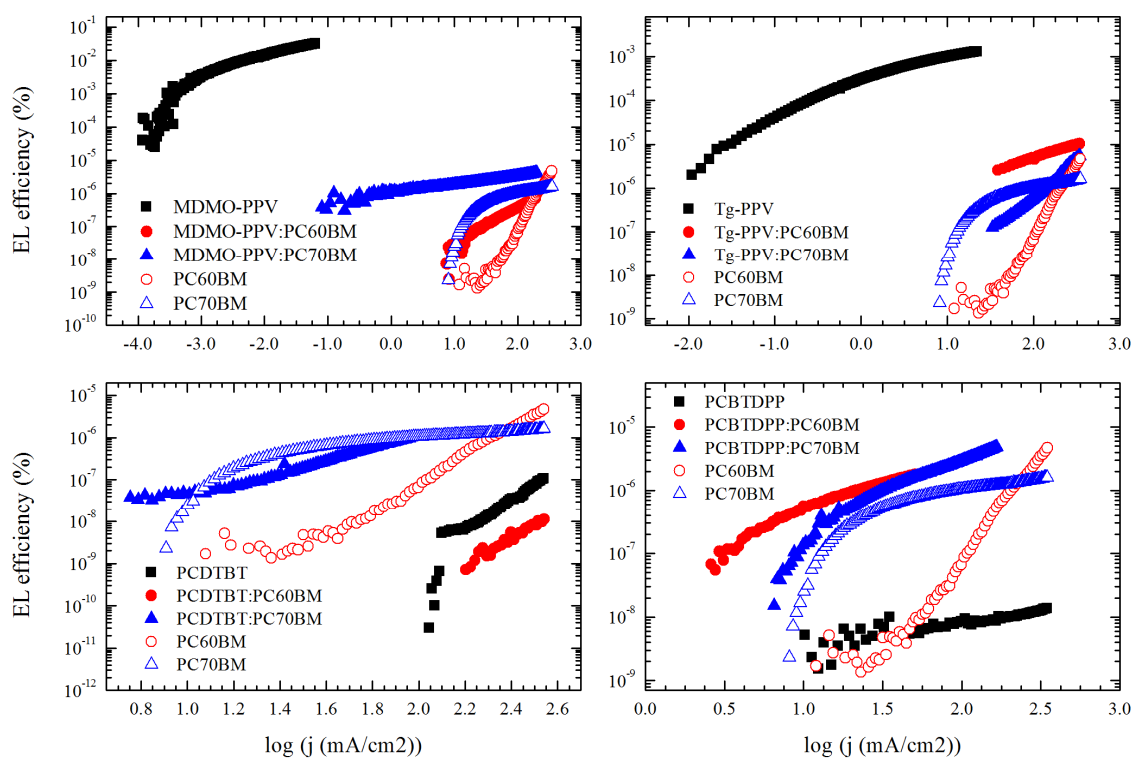 EL efficiency (%)
10^-1
10^-2
10^-3
10^-4
10^-5
10^-6
10^-7
10^-8
10^-9
10^-10
MDMO-PPV
MDMO-PPV:PC60BM
MDMO-PPV:PC70BM
PC60BM
PC70BM
-4.0 -3.0 -2.0 -1.0 0.0 1.0 2.0 3.0
10^-3
10^-4
10^-5
10^-6
10^-7
10^-8
10^-9
Tg-PPV
Tg-PPV:PC60BM
Tg-PPV:PC70BM
PC60BM
PC70BM
-2.0 -1.0 0.0 1.0 2.0 3.0
EL efficiency (%)
10^-5
10^-6
10^-7
10^-8
10^-9
10^-10
10^-11
10^-12
PCDTBT
PCDTBT:PC60BM
PCDTBT:PC70BM
PC60BM
PC70BM
0.8 1.0 1.2 1.4 1.6 1.8 2.0 2.2 2.4 2.6
log (j (mA/cm2))
10^-5
10^-6
10^-7
10^-8
10^-9
PCBTDPP
PCBTDPP:PC60BM
PCBTDPP:PC70BM
PC60BM
PC70BM
0.0 0.5 1.0 1.5 2.0 2.5 3.0
log (j (mA/cm2))